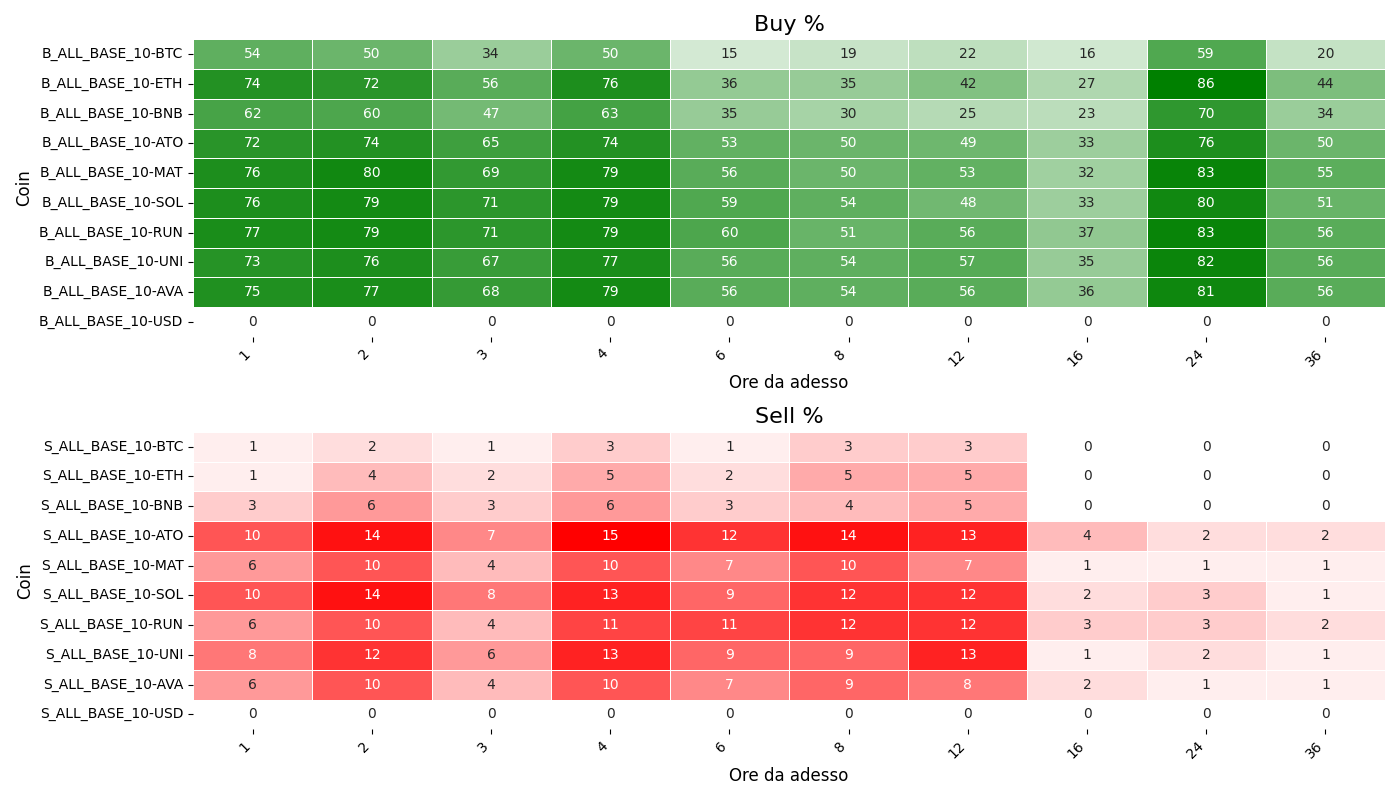 Buy %
Coin
B_ALL_BASE_10-BTC 54 50 34 50 15 19 22 16 59 20
B_ALL_BASE_10-ETH 74 72 56 76 36 35 42 27 86 44
B_ALL_BASE_10-BNB 62 60 47 63 35 30 25 23 70 34
B_ALL_BASE_10-ATO 72 74 65 74 53 50 49 33 76 50
B_ALL_BASE_10-MAT 76 80 69 79 56 50 53 32 83 55
B_ALL_BASE_10-SOL 76 79 71 79 59 54 48 33 80 51
B_ALL_BASE_10-RUN 77 79 71 79 60 51 56 37 83 56
B_ALL_BASE_10-UNI 73 76 67 77 56 54 57 35 82 56
B_ALL_BASE_10-AVA 75 77 68 79 56 54 56 36 81 56
B_ALL_BASE_10-USD 0 0 0 0 0 0 0 0 0 0
1 2 3 4 6 8 12 16 24 36
Ore da adesso
Sell %
Coin
S_ALL_BASE_10-BTC 1 2 1 3 1 3 3 0 0 0
S_ALL_BASE_10-ETH 1 4 2 5 2 5 5 0 0 0
S_ALL_BASE_10-BNB 3 6 3 6 3 4 5 0 0 0
S_ALL_BASE_10-ATO 10 14 7 15 12 14 13 4 2 2
S_ALL_BASE_10-MAT 6 10 4 10 7 10 7 1 1 1
S_ALL_BASE_10-SOL 10 14 8 13 9 12 12 2 3 1
S_ALL_BASE_10-RUN 6 10 4 11 11 12 12 3 3 2
S_ALL_BASE_10-UNI 8 12 6 13 9 9 13 1 2 1
S_ALL_BASE_10-AVA 6 10 4 10 7 9 8 2 1 1
S_ALL_BASE_10-USD 0 0 0 0 0 0 0 0 0 0
1 2 3 4 6 8 12 16 24 36
Ore da adesso